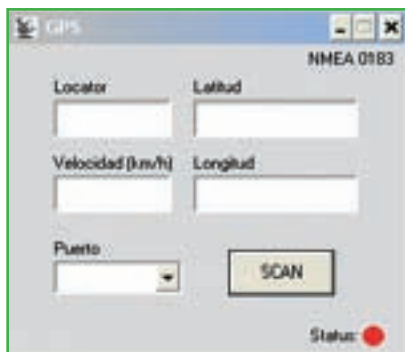 GPS
NMEA 0183
Locator Latitud
Velocidad (km/h) Longitud
Puerto
SCAN
Status: